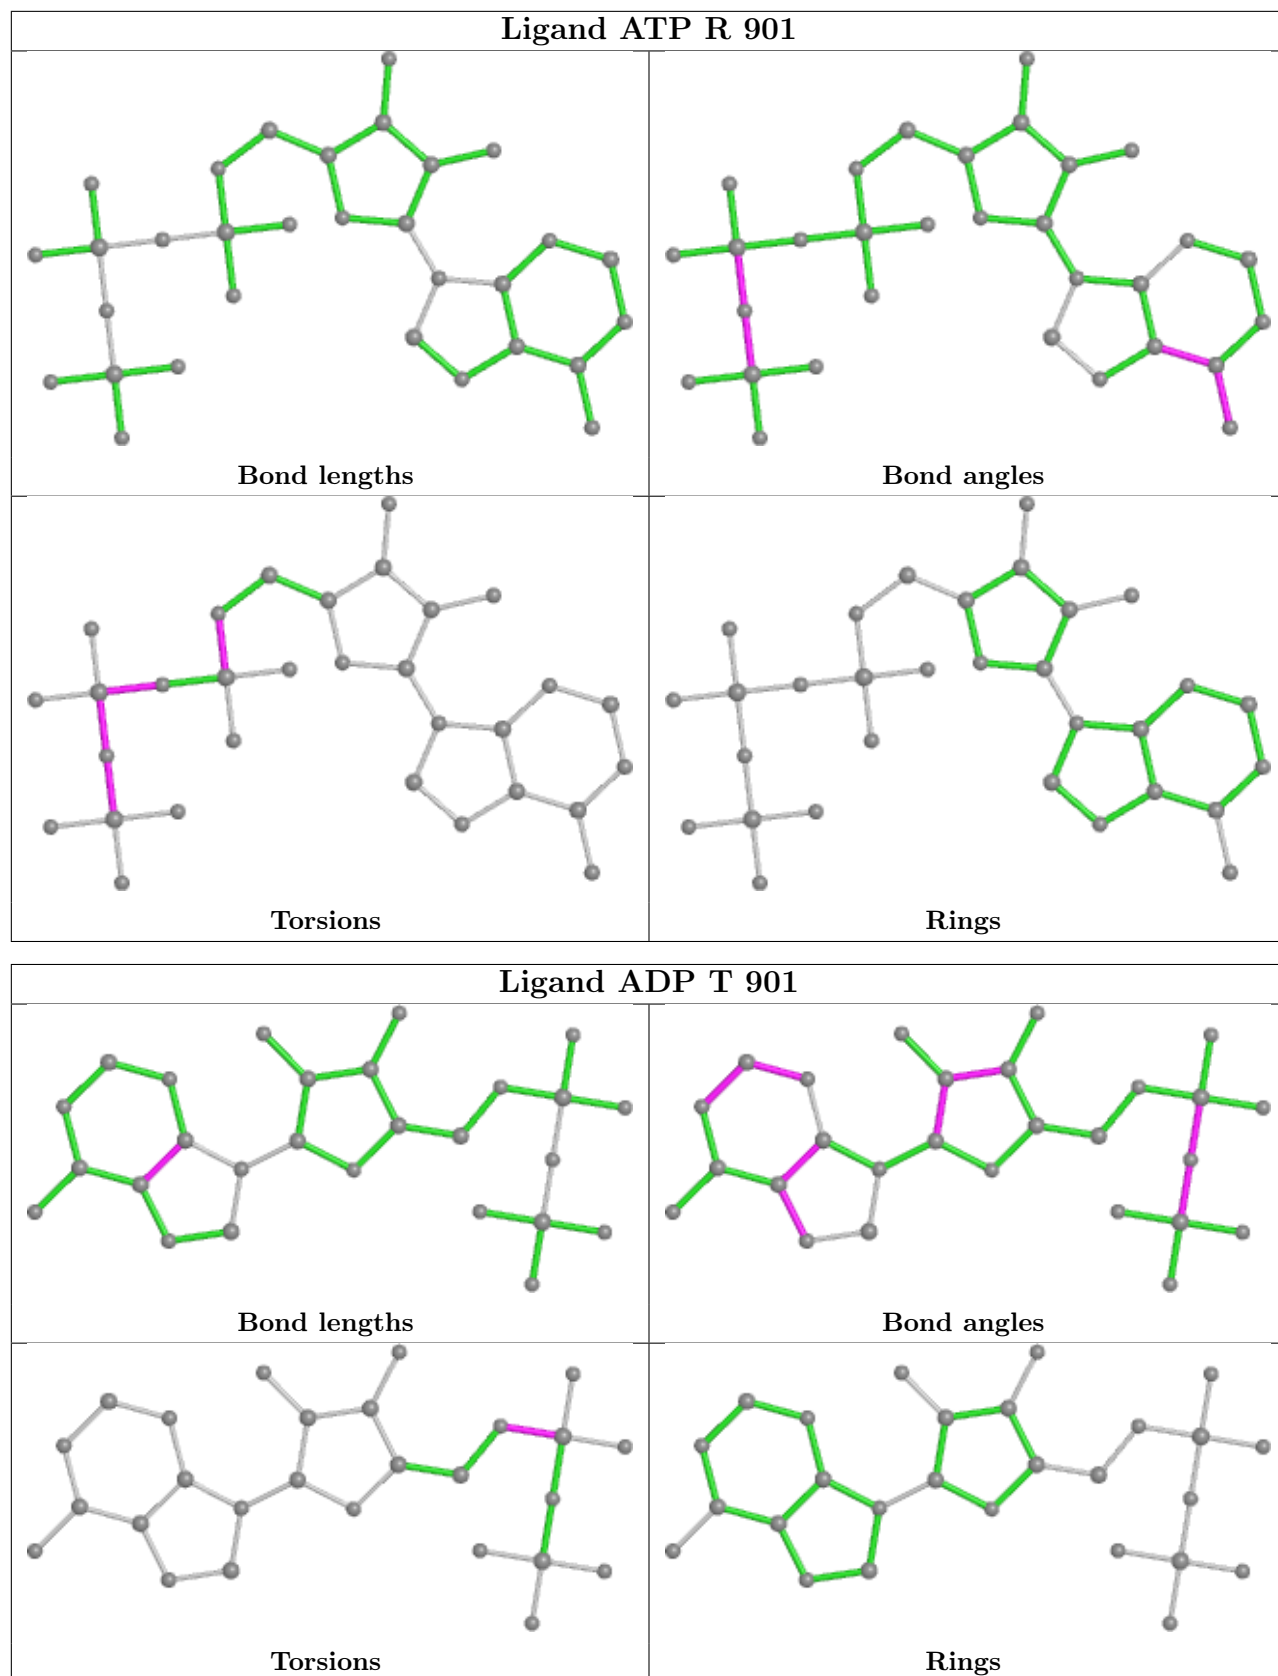 Ligand ATP R 901
Bond lengths
Bond angles
Torsions
Rings
Ligand ADP T 901
Bond lengths
Bond angles
Torsions
Rings